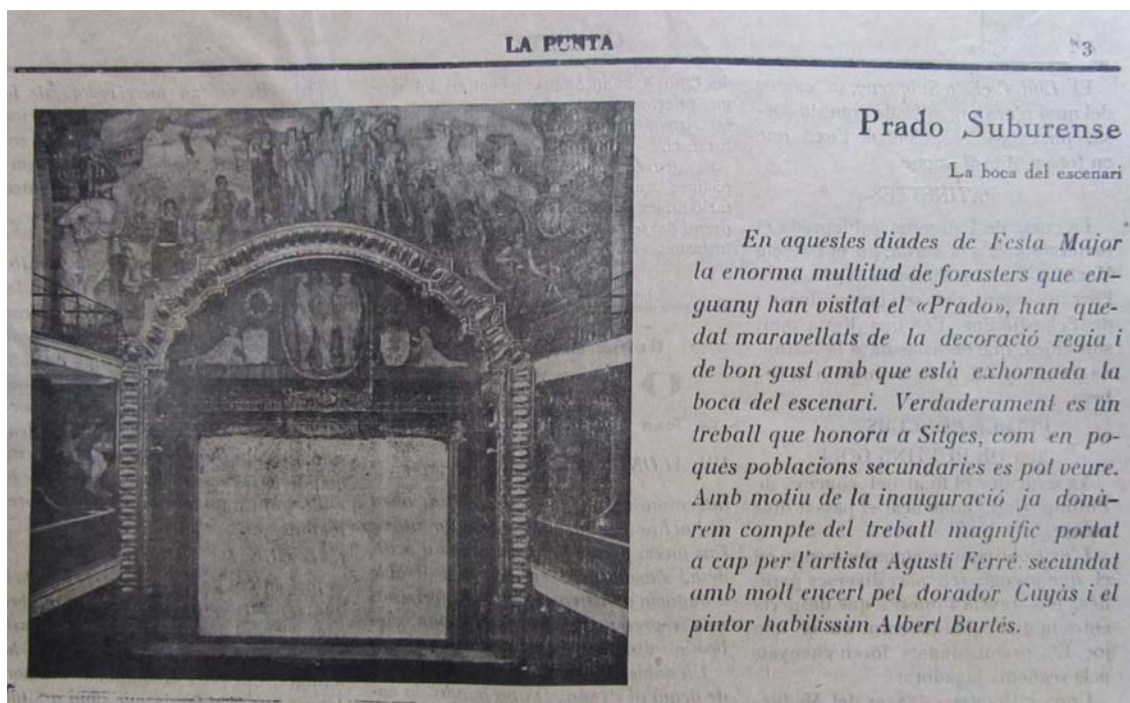 LA PUNTA
3
Prado Suburense
La boca del escenari
En aquestes diades de Festa Major
la enorma multitud de forasters que en-
guany han visitat el «Prado», han que-
dat maravellats de la decoració regia i
de bon gust amb que està exhornada la
boca del escenari. Verdaderament es un
treball que honora a Sitges, com en po-
ques poblacions secundaries es pot veure.
Amb motiu de la inauguració ja donà-
rem compte del treball magnífic portat
a cap per l'artista Agustí Ferré secundat
amb molt encert pel dorador Cuyàs i el
pintor habilissim Albert Bartés.